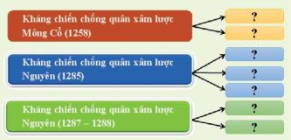 Kháng chiến chống quân xâm lược
Mông Cổ (1258)
?
?
Kháng chiến chống quân xâm lược
Nguyên (1285)
?
?
?
Kháng chiến chống quân xâm lược
Nguyên (1287 – 1288)
?
?